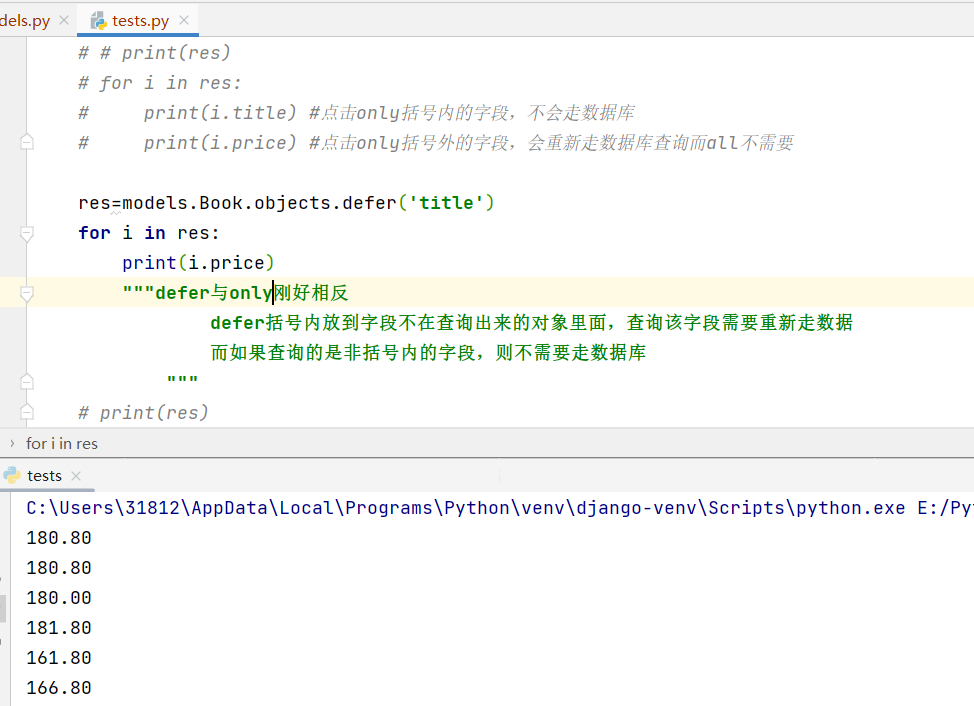 dels.py
tests.py
# # print(res)
# for i in res:
#     print(i.title) #点击only括号内的字段，不会走数据库
#     print(i.price) #点击only括号外的字段，会重新走数据库查询而all不需要
res=models.Book.objects.defer('title')
for i in res:
    print(i.price)
    """defer与only刚好相反
            defer括号内放到字段不在查询出来的对象里面，查询该字段需要重新走数据
            而如果查询的是非括号内的字段，则不需要走数据库
        """
# print(res)
for i in res
tests
C:\Users\31812\AppData\Local\Programs\Python\venv\django-venv\Scripts\python.exe E:/Py
180.80
180.80
180.00
181.80
161.80
166.80